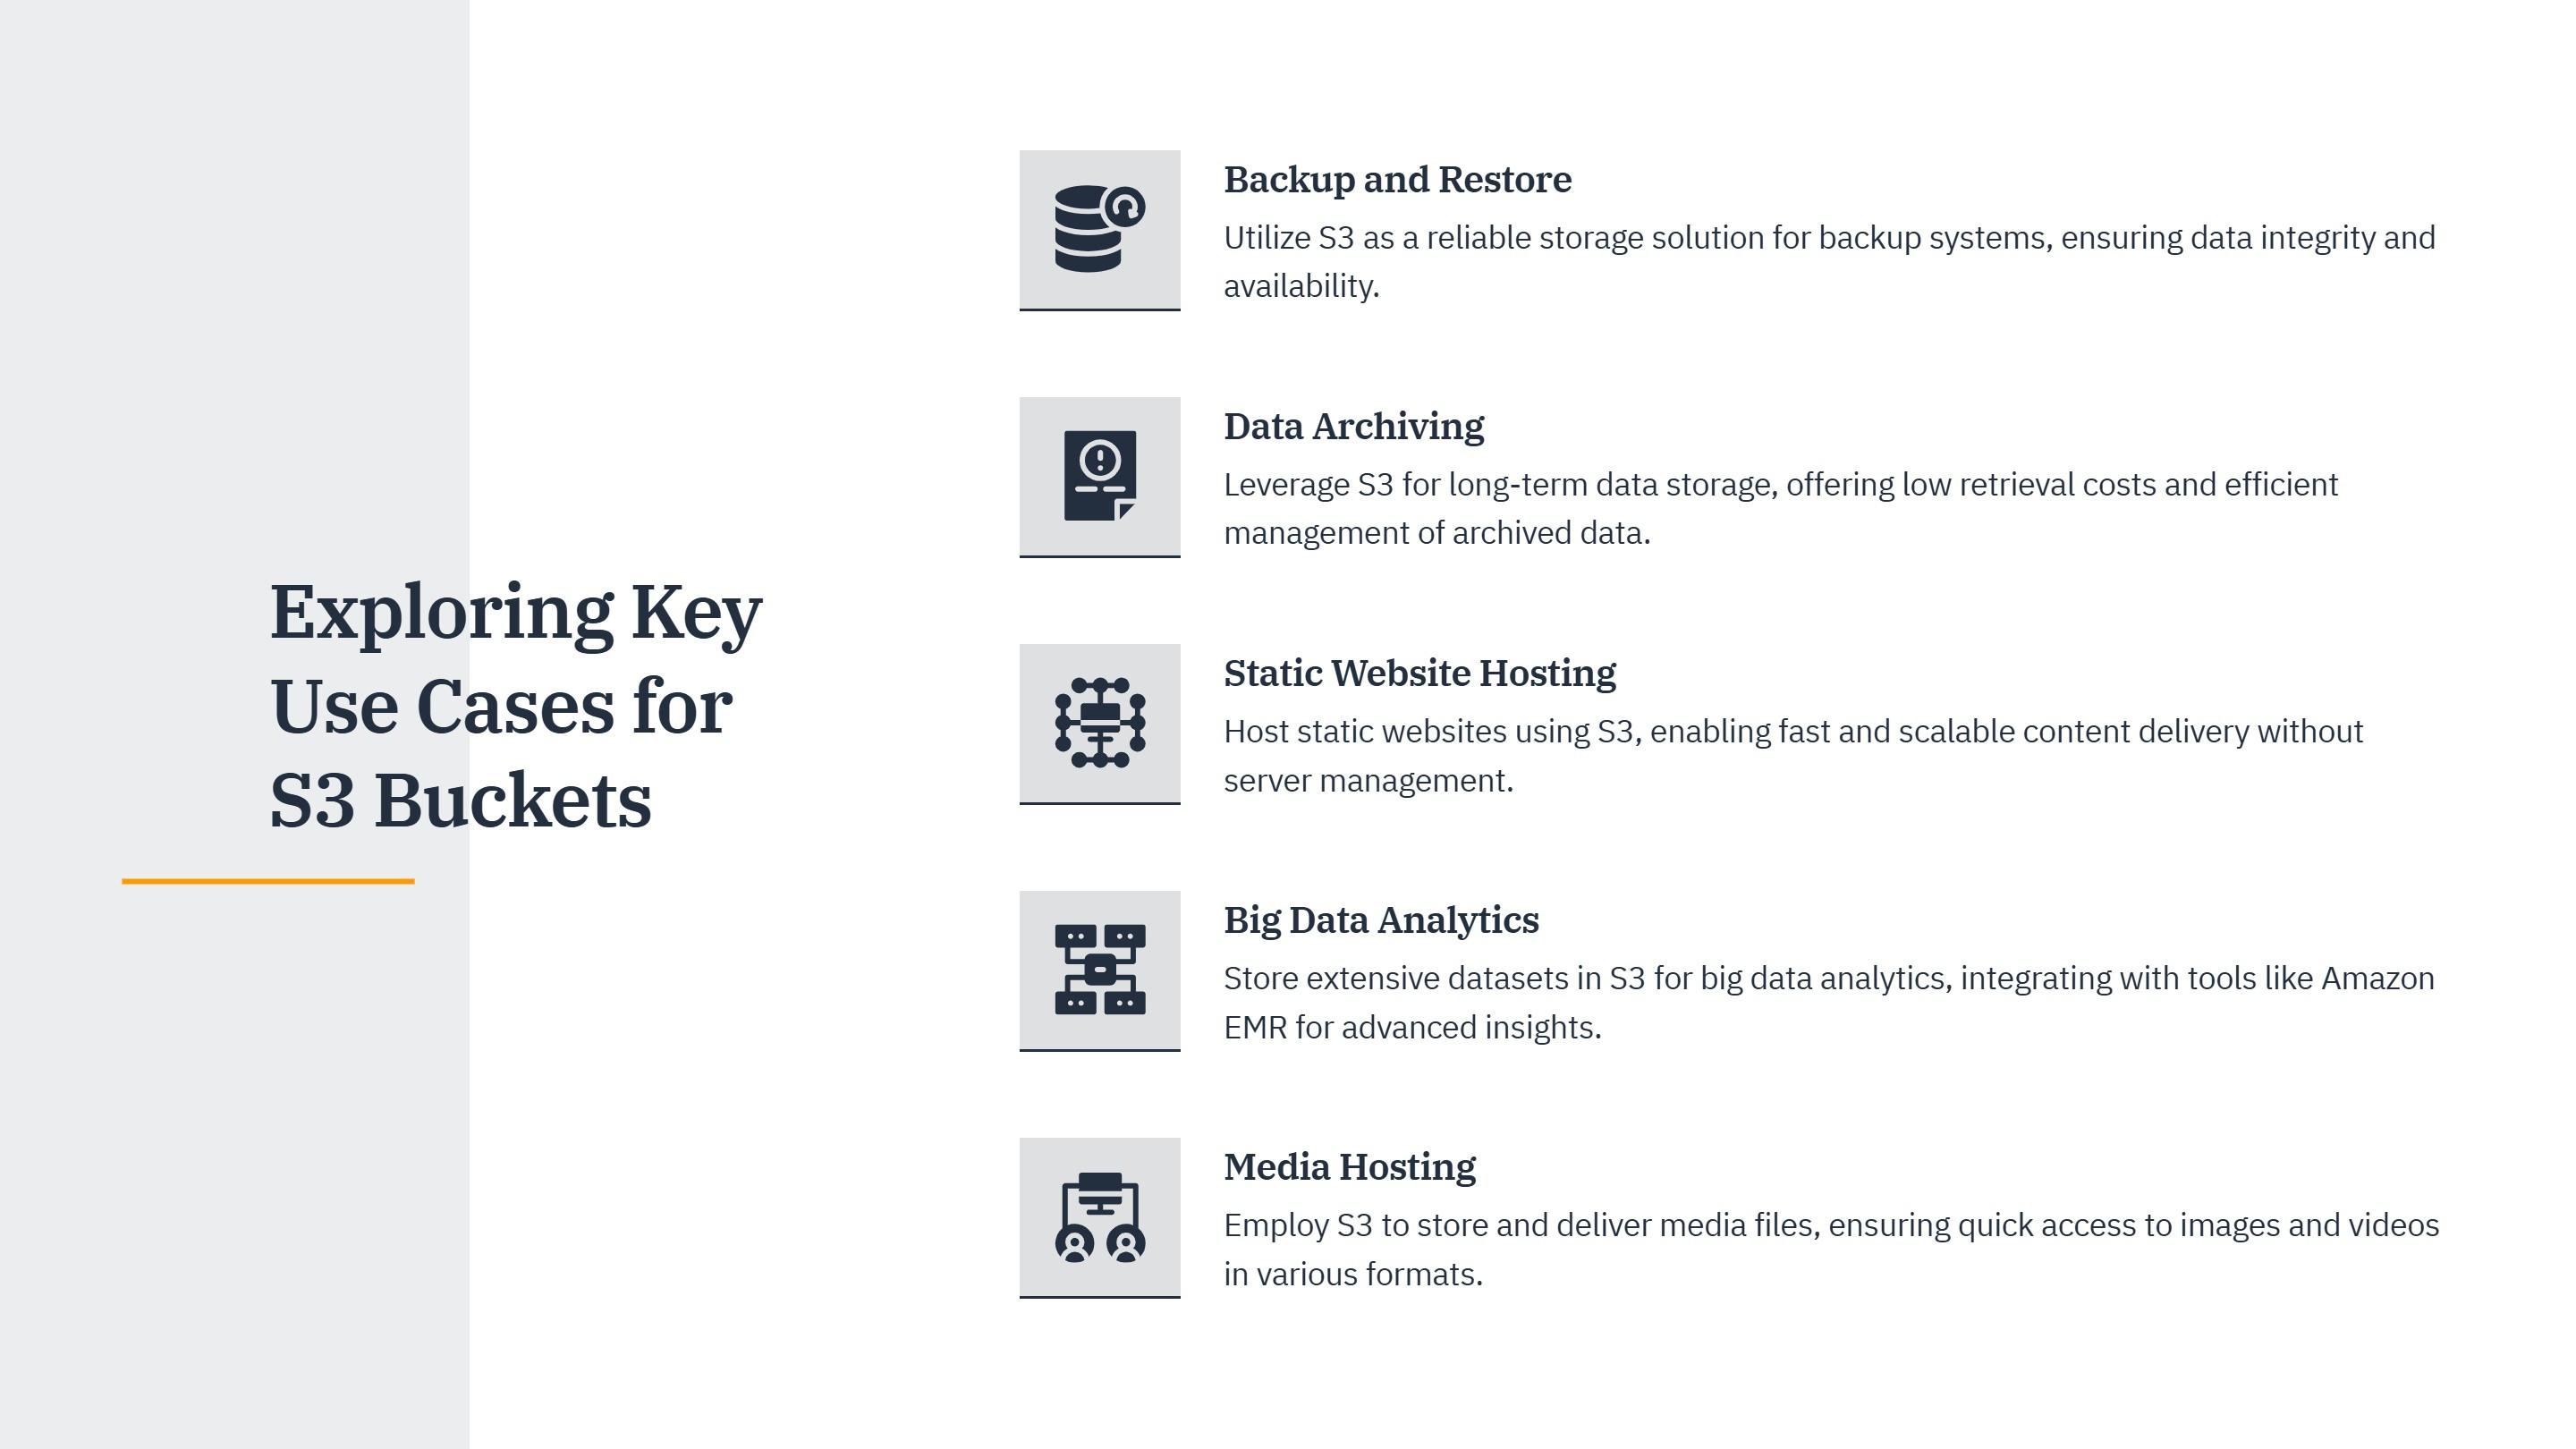 Exploring Key
Use Cases for
S3 Buckets
Backup and Restore
Utilize S3 as a reliable storage solution for backup systems, ensuring data integrity and
availability.
Data Archiving
Leverage S3 for long-term data storage, offering low retrieval costs and efficient
management of archived data.
Static Website Hosting
Host static websites using S3, enabling fast and scalable content delivery without
server management.
Big Data Analytics
Store extensive datasets in S3 for big data analytics, integrating with tools like Amazon
EMR for advanced insights.
Media Hosting
Employ S3 to store and deliver media files, ensuring quick access to images and videos
in various formats.